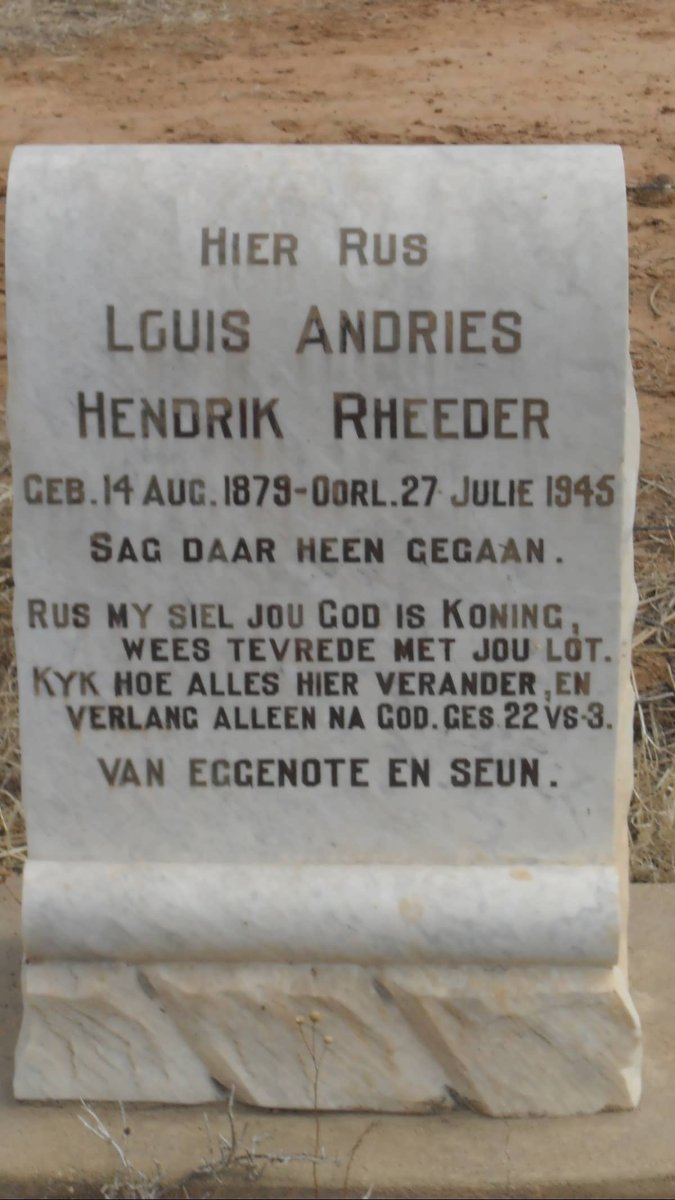 HIER RUS
LOUIS ANDRIES
HENDRIK RHEEDER
GEB. 14 AUG. 1879-OORL. 27 JULIE 1945
SAG DAAR HEEN GEGAAN.
RUS MY SIEL JOU GOD IS KONING,
WEES TEVREDE MET JOU LOT.
KYK HOE ALLES HIER VERANDER, EN
VERLANG ALLEEN NA GOD. GES. 22 VS-3.
VAN EGGENOTE EN SEUN.